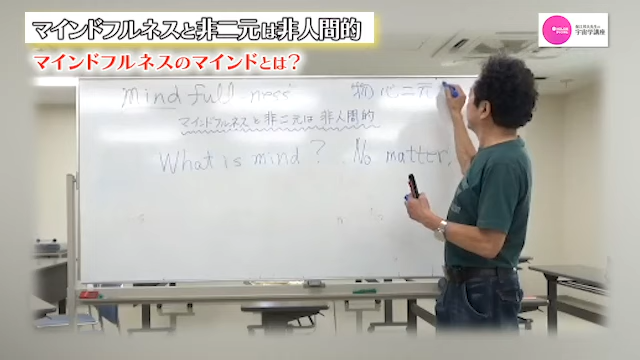 マインドフルネスと非二元は非人間的
マインドフルネスのマインドとは?
宇宙学講座
mind full ness
物心二元
マインドフルネスと非二元は非人間的
What is mind? No matter.